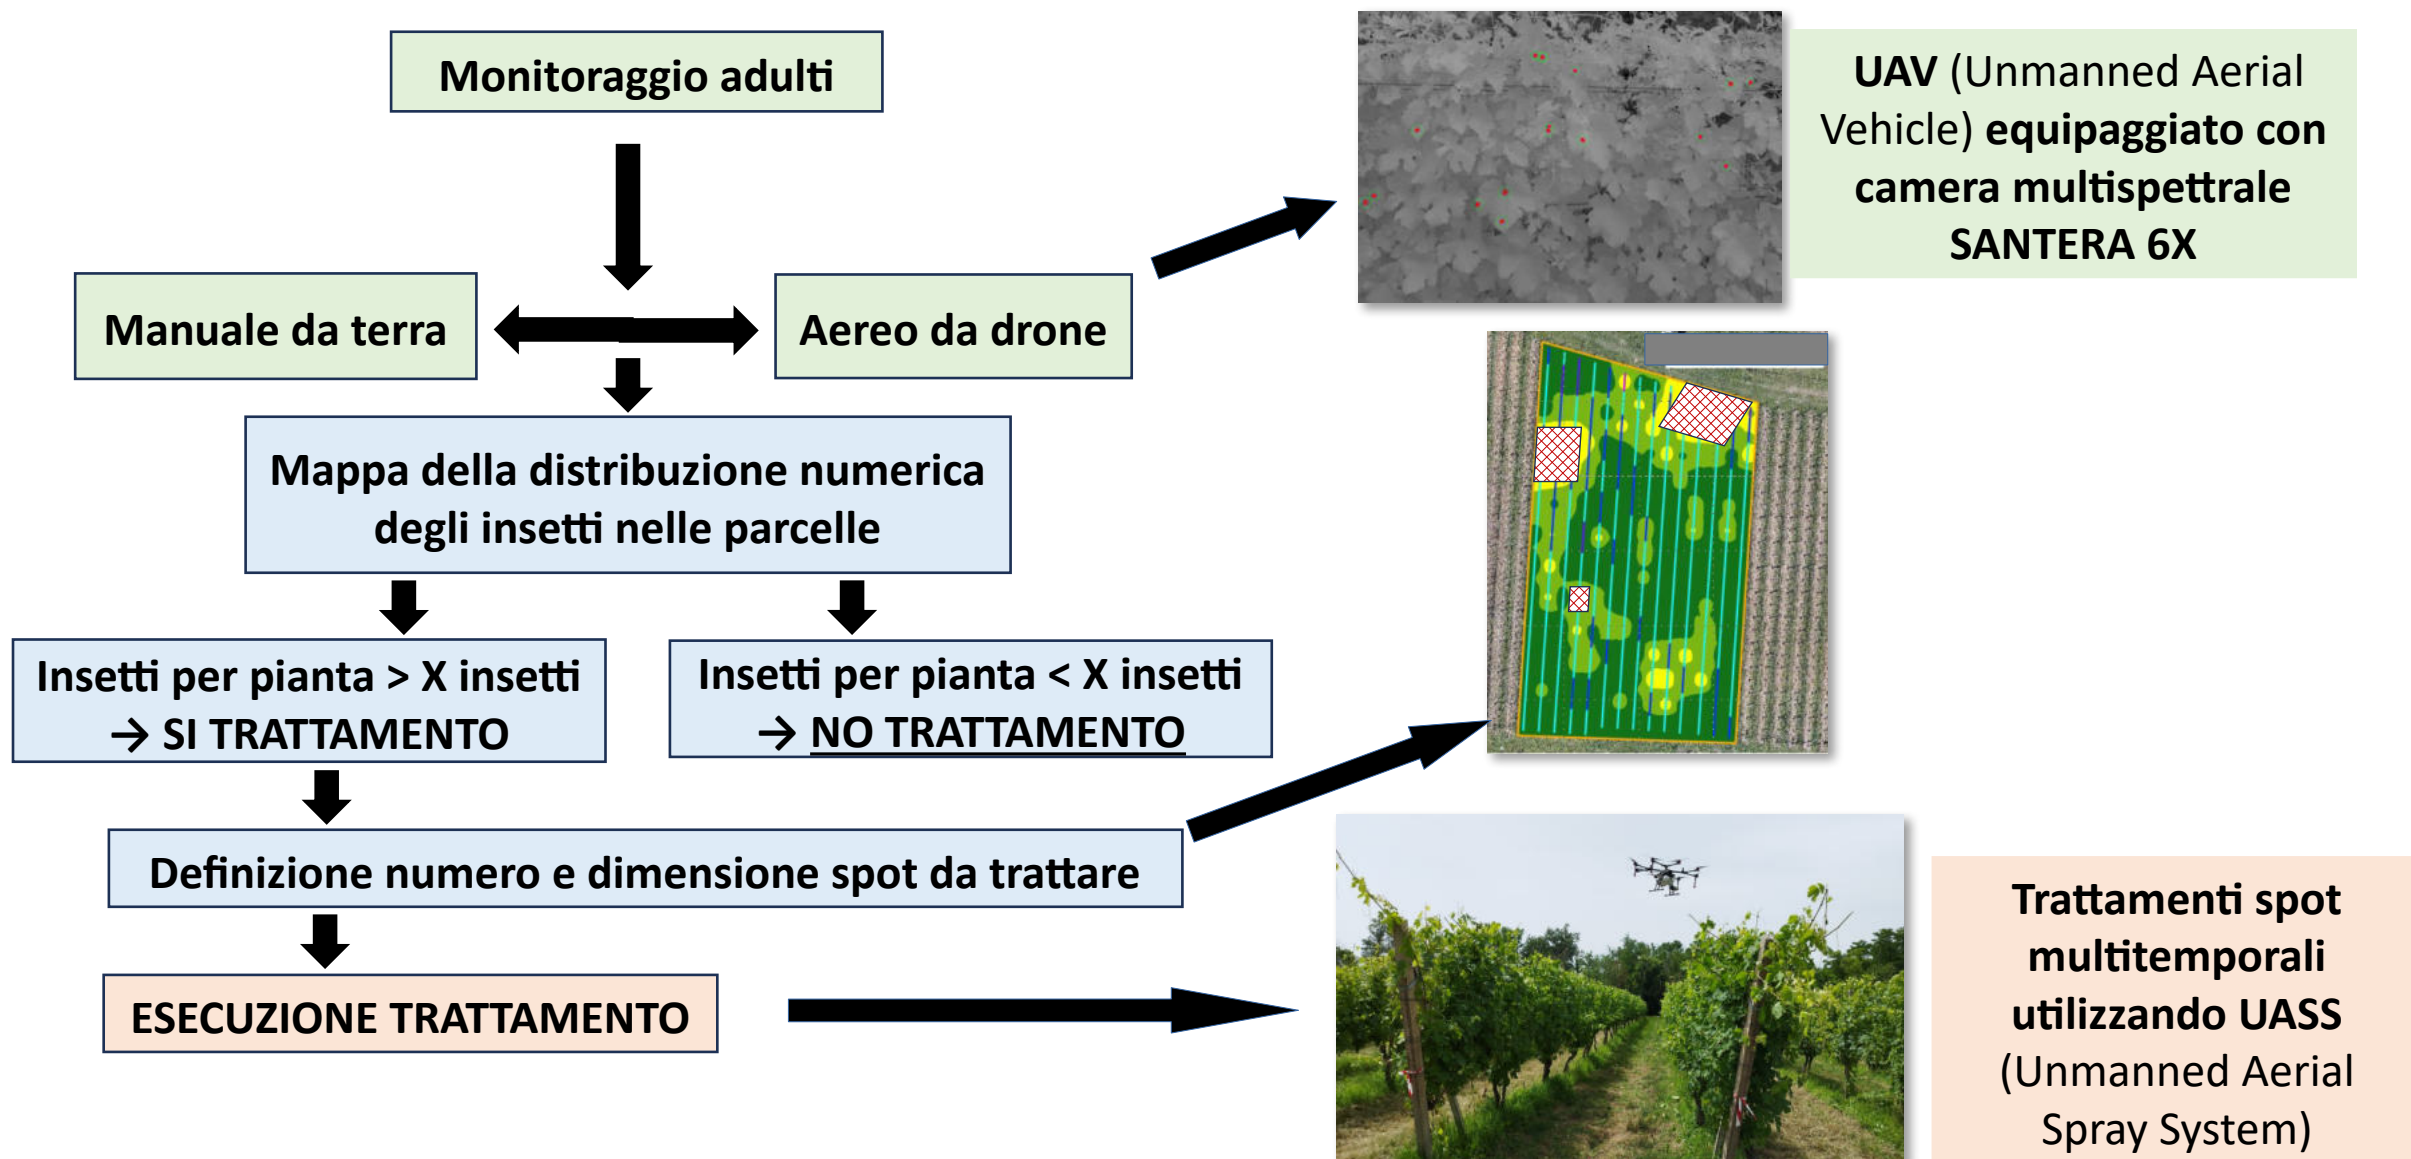 Monitoraggio adulti
Manuale da terra
Aereo da drone
Mappa della distribuzione numerica
degli insetti nelle parcelle
Insetti per pianta > X insetti
→ SI TRATTAMENTO
Insetti per pianta < X insetti
→ NO TRATTAMENTO
Definizione numero e dimensione spot da trattare
ESECUZIONE TRATTAMENTO
UAV (Unmanned Aerial
Vehicle) equipaggiato con
camera multispettrale
SANTERA 6X
Trattamenti spot
multitemporali
utilizzando UASS
(Unmanned Aerial
Spray System)